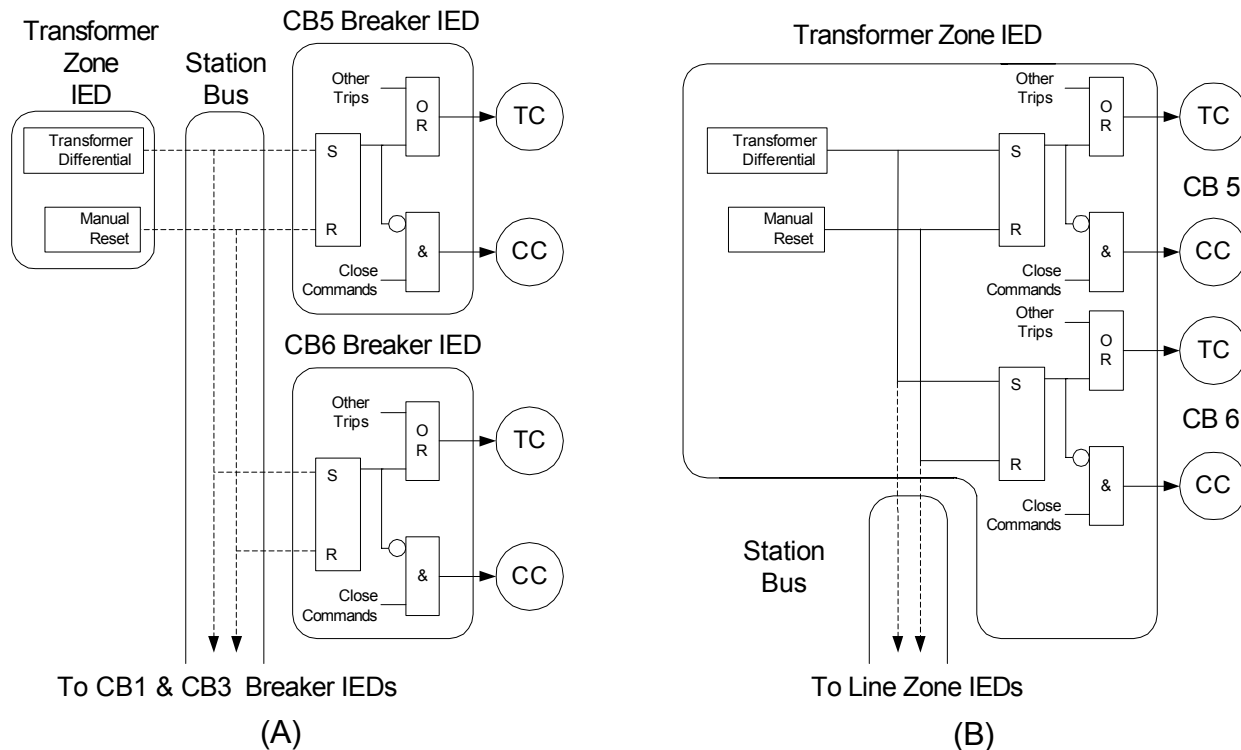 Transformer
Zone
IED
Station
Bus
CB5 Breaker IED
Transformer
Differential
Manual
Reset
Other
Trips
S
R
O
R
&
Close
Commands
TC
CC
CB6 Breaker IED
Other
Trips
S
R
O
R
&
Close
Commands
TC
CC
To CB1 & CB3 Breaker IEDs
(A)
Transformer Zone IED
Transformer
Differential
Manual
Reset
Other
Trips
S
R
O
R
&
Close
Commands
TC
CB 5
CC
Other
Trips
S
R
O
R
&
Close
Commands
TC
CB 6
CC
Station
Bus
To Line Zone IEDs
(B)